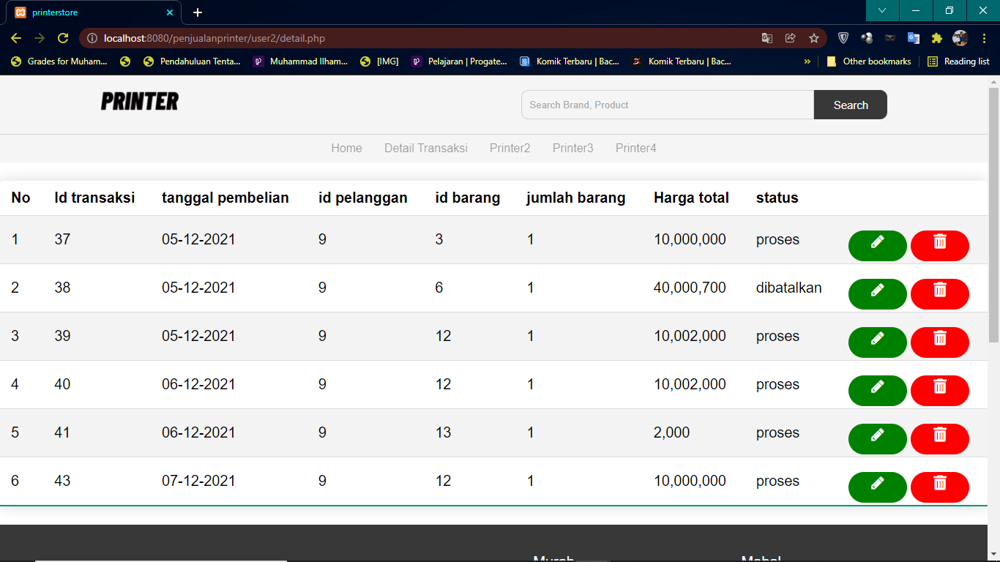 printerstore
localhost:8080/penjualanprinter/user2/detail.php
Grades for Muham...
Pendahuluan Tenta...
Muhammad Ilham...
[IMG]
Pelajaran | Progate...
Komik Terbaru | Bac...
Komik Terbaru | Bac...
»
Other bookmarks
Reading list
PRINTER
Search Brand, Product
Search
Home Detail Transaksi Printer2 Printer3 Printer4
No Id transaksi tanggal pembelian id pelanggan id barang jumlah barang Harga total status
1 37 05-12-2021 9 3 1 10,000,000 proses
2 38 05-12-2021 9 6 1 40,000,700 dibatalkan
3 39 05-12-2021 9 12 1 10,002,000 proses
4 40 06-12-2021 9 12 1 10,002,000 proses
5 41 06-12-2021 9 13 1 2,000 proses
6 43 07-12-2021 9 12 1 10,000,000 proses
Murah Mahal